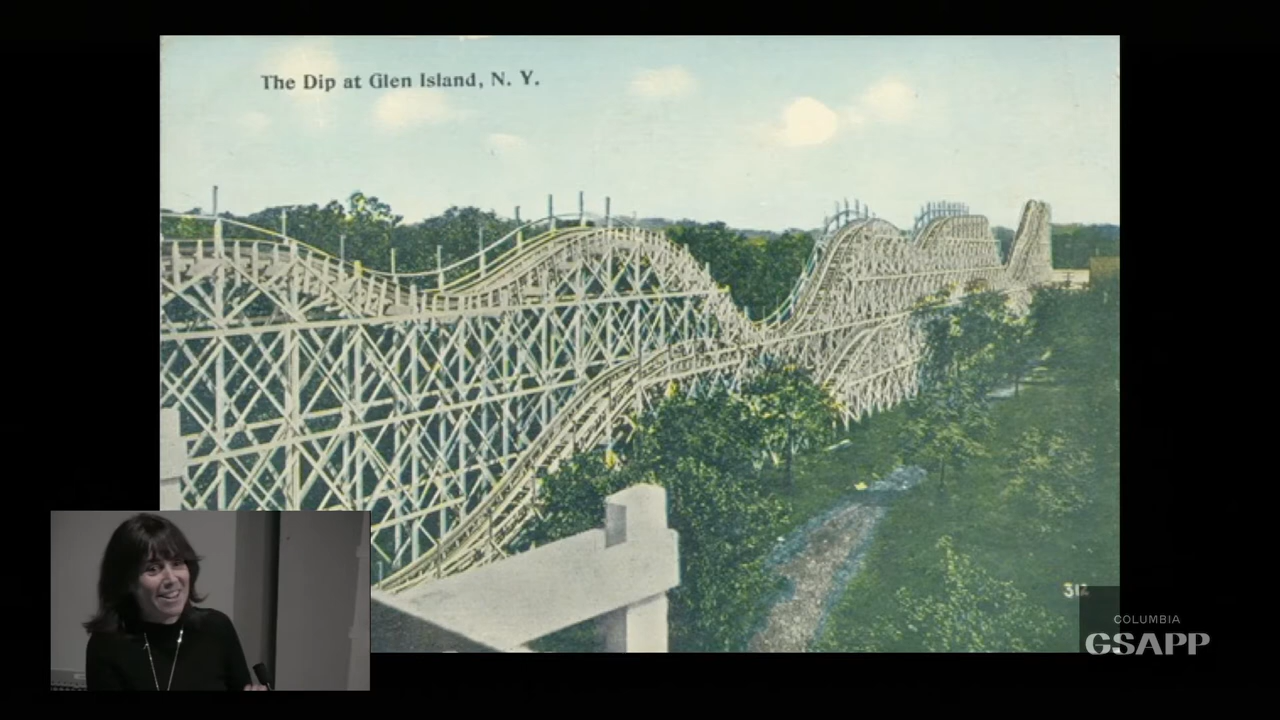 The Dip at Glen Island, N. Y.
COLUMBIA
GSAPP